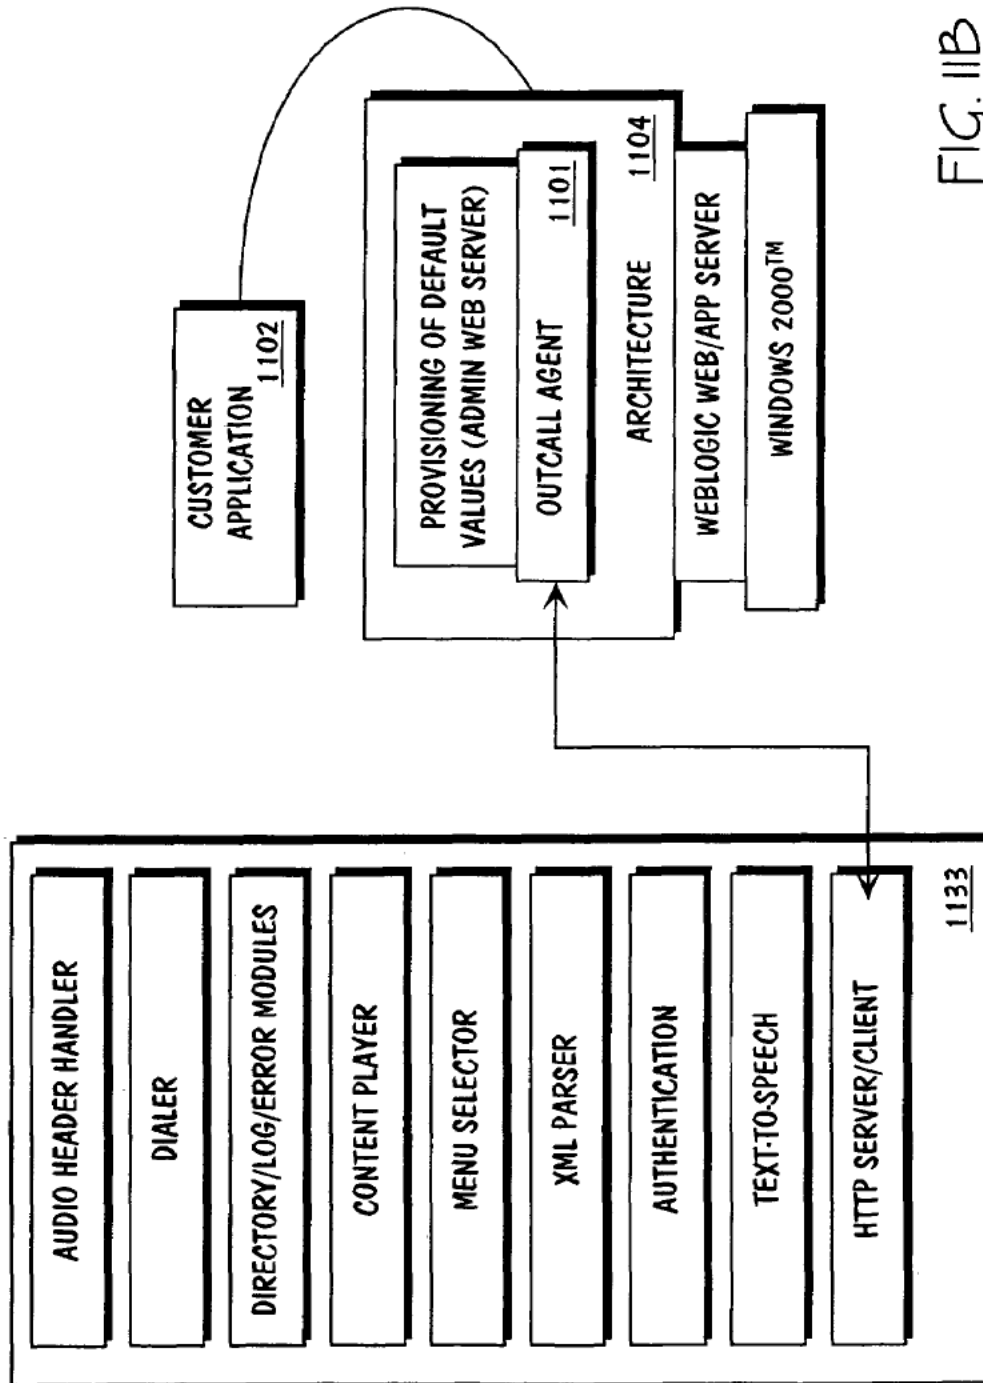 AUDIO HEADER HANDLER
DIALER
DIRECTORY/LOG/ERROR MODULES
CONTENT PLAYER
MENU SELECTOR
XML PARSER
AUTHENTICATION
TEXT-TO-SPEECH
HTTP SERVER/CLIENT
1133
CUSTOMER
APPLICATION
1102
PROVISIONING OF DEFAULT
VALUES (ADMIN WEB SERVER)
OUTCALL AGENT
1101
ARCHITECTURE
1104
WEBLOGIC WEB/APP SERVER
WINDOWS 2000™
FIG. 11B